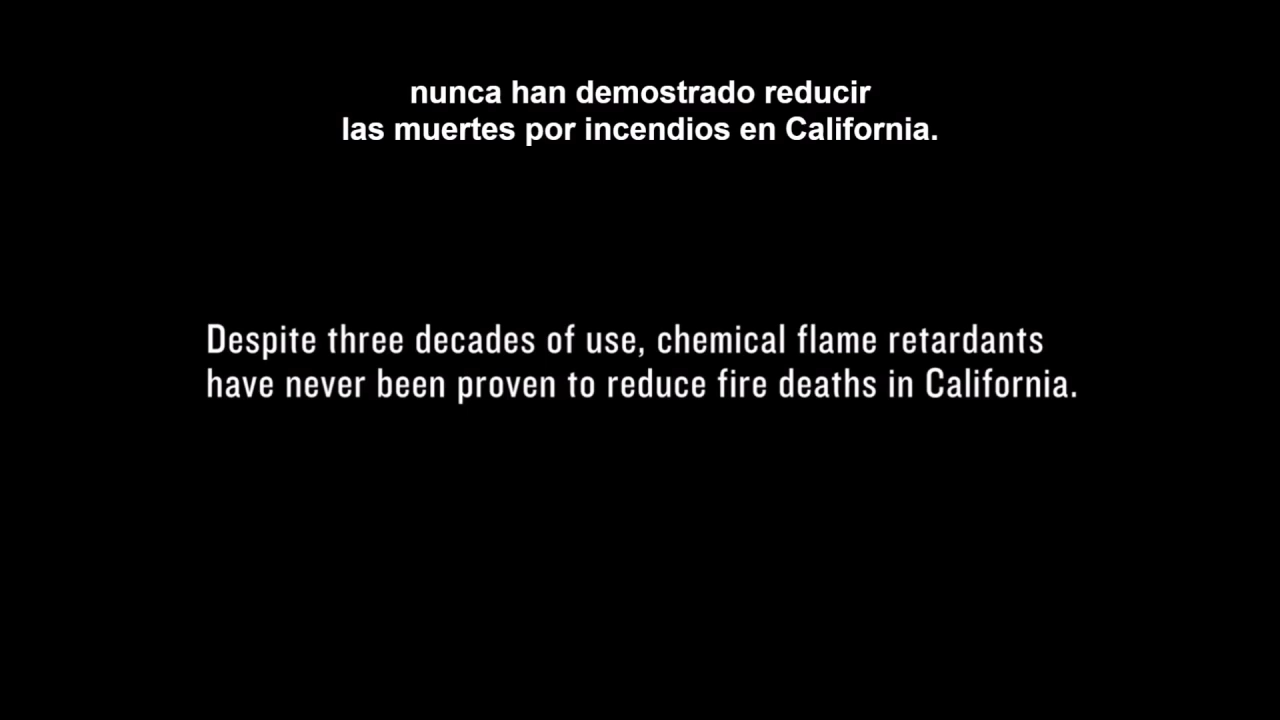 nunca han demostrado reducir
las muertes por incendios en California.
Despite three decades of use, chemical flame retardants
have never been proven to reduce fire deaths in California.